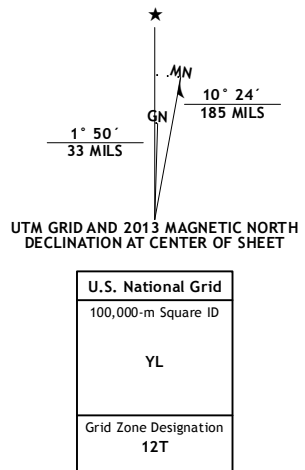 ★
MN
GN
10° 24´
185 MILS
1° 50´
33 MILS
UTM GRID AND 2013 MAGNETIC NORTH
DECLINATION AT CENTER OF SHEET
U.S. National Grid
100,000-m Square ID
YL
Grid Zone Designation
12T